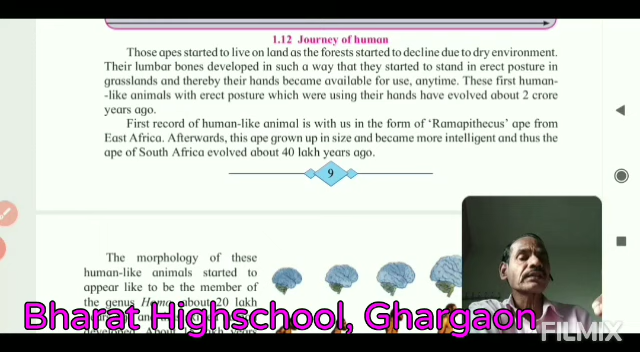 1.12 Journey of human
Those apes started to live on land as the forests started to decline due to dry environment.
Their lumbar bones developed in such a way that they started to stand in erect posture in
grasslands and thereby their hands became available for use, anytime. These first human-
-like animals with erect posture which were using their hands have evolved about 2 crore
years ago.
First record of human-like animal is with us in the form of ‘Ramapithecus’ ape from
East Africa. Afterwards, this ape grown up in size and became more intelligent and thus the
ape of South Africa evolved about 40 lakh years ago.
9
The morphology of these
human-like animals started to
appear like to be the member of
the genus Homo about 20 lakh
Bharat Highschool, Ghargaon
FILMIX